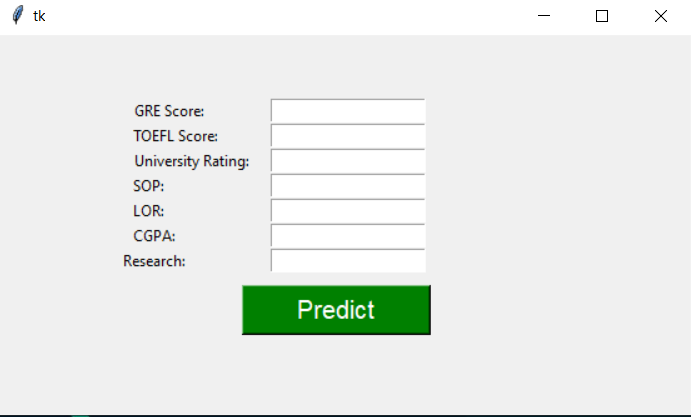 tk
GRE Score:
TOEFL Score:
University Rating:
SOP:
LOR:
CGPA:
Research:
Predict